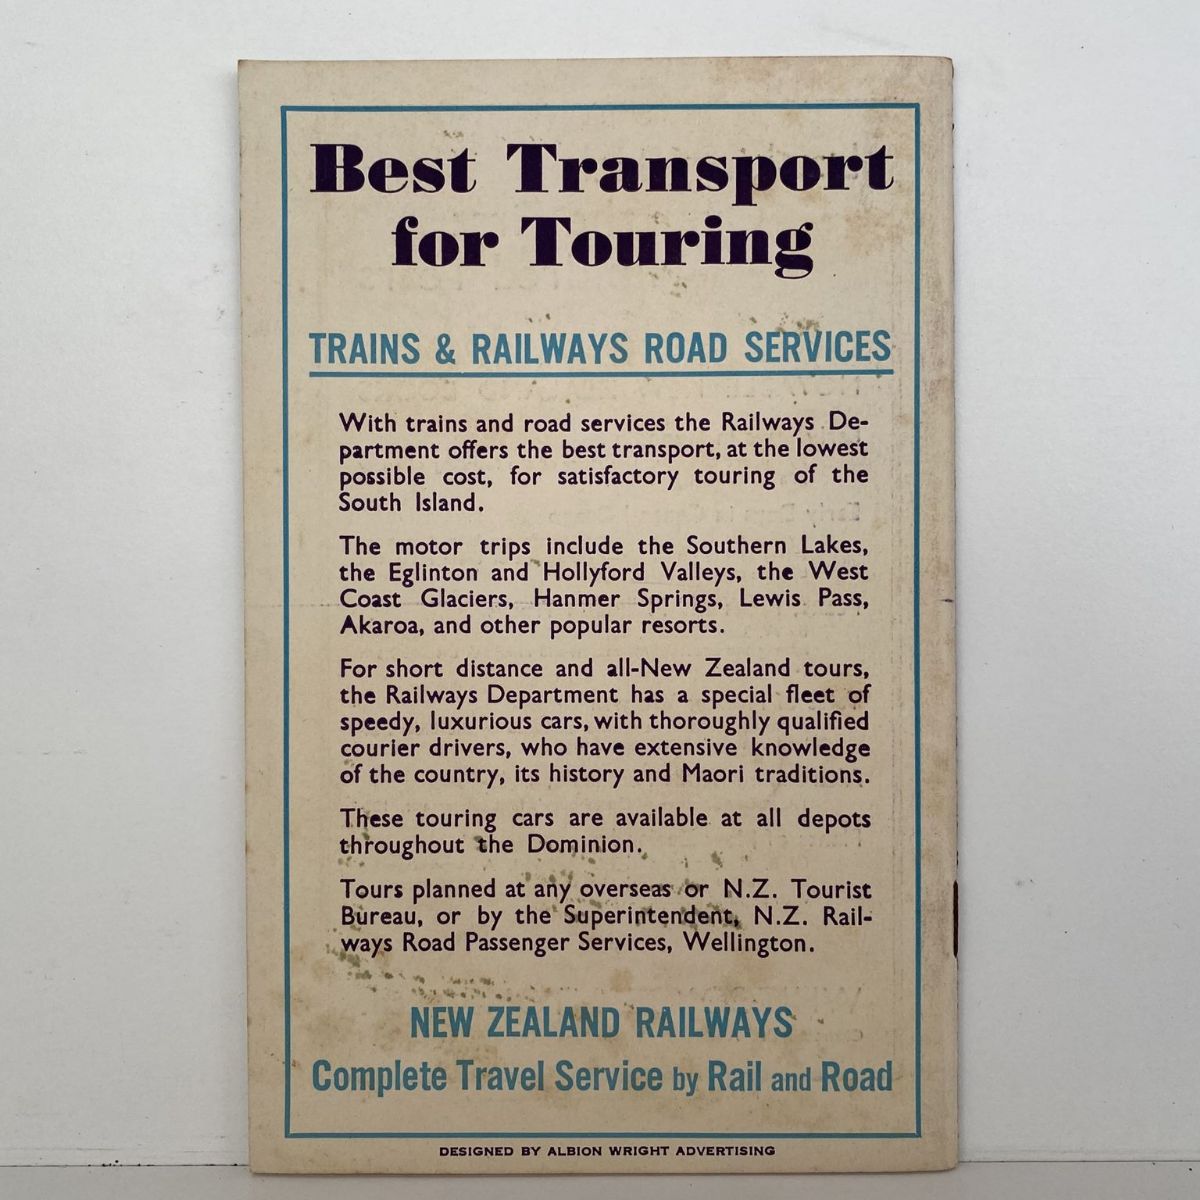 Best Transport
for Touring
TRAINS & RAILWAYS ROAD SERVICES
With trains and road services the Railways De-
partment offers the best transport, at the lowest
possible cost, for satisfactory touring of the
South Island.
The motor trips include the Southern Lakes,
the Eglinton and Hollyford Valleys, the West
Coast Glaciers, Hanmer Springs, Lewis Pass,
Akaroa, and other popular resorts.
For short distance and all-New Zealand tours,
the Railways Department has a special fleet of
speedy, luxurious cars, with thoroughly qualified
courier drivers, who have extensive knowledge
of the country, its history and Maori traditions.
These touring cars are available at all depots
throughout the Dominion.
Tours planned at any overseas or N.Z. Tourist
Bureau, or by the Superintendent, N.Z. Rail-
ways Road Passenger Services, Wellington.
NEW ZEALAND RAILWAYS
Complete Travel Service by Rail and Road
DESIGNED BY ALBION WRIGHT ADVERTISING